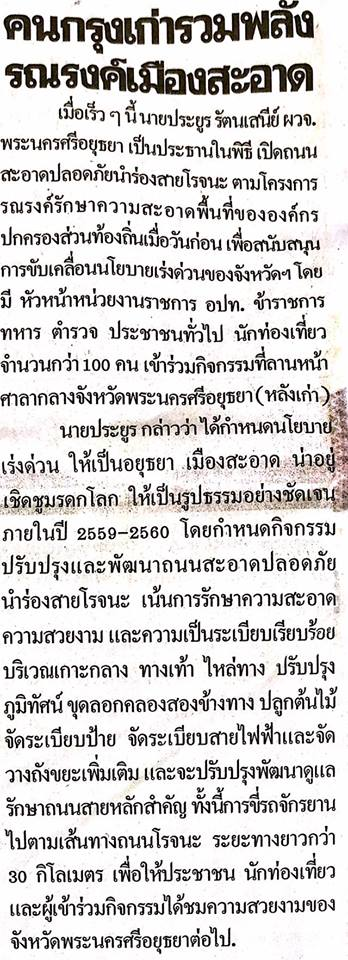 คนกรุงเก่ารวมพลัง
รณรงค์เมืองสะอาด
เมื่อเร็ว ๆ นี้ นายประยูร รัตนเสนีย์ ผวจ.
พระนครศรีอยุธยา เป็นประธานในพิธี เปิดถนน
สะอาดปลอดภัยนำร่องสายโรจนะ ตามโครงการ
รณรงค์รักษาความสะอาดพื้นที่ขององค์กร
ปกครองส่วนท้องถิ่นเมื่อวันก่อน เพื่อสนับสนุน
การขับเคลื่อนนโยบายเร่งด่วนของจังหวัดฯ โดย
มี หัวหน้าหน่วยงานราชการ อปท. ข้าราชการ
ทหาร ตำรวจ ประชาชนทั่วไป นักท่องเที่ยว
จำนวนกว่า 100 คน เข้าร่วมกิจกรรมที่ลานหน้า
ศาลากลางจังหวัดพระนครศรีอยุธยา(หลังเก่า)
นายประยูร กล่าวว่า ได้กำหนดนโยบาย
เร่งด่วน ให้เป็นอยุธยา เมืองสะอาด น่าอยู่
เชิดชูมรดกโลก ให้เป็นรูปธรรมอย่างชัดเจน
ภายในปี 2559-2560 โดยกำหนดกิจกรรม
ปรับปรุงและพัฒนาถนนสะอาดปลอดภัย
นำร่องสายโรจนะ เน้นการรักษาความสะอาด
ความสวยงาม และความเป็นระเบียบเรียบร้อย
บริเวณเกาะกลาง ทางเท้า ไหล่ทาง ปรับปรุง
ภูมิทัศน์ ขุดลอกคลองสองข้างทาง ปลูกต้นไม้
จัดระเบียบป้าย จัดระเบียบสายไฟฟ้าและจัด
วางถังขยะเพิ่มเติม และจะปรับปรุงพัฒนาดูแล
รักษาถนนสายหลักสำคัญ ทั้งนี้การขี่รถจักรยาน
ไปตามเส้นทางถนนโรจนะ ระยะทางยาวกว่า
30 กิโลเมตร เพื่อให้ประชาชน นักท่องเที่ยว
และผู้เข้าร่วมกิจกรรมได้ชมความสวยงามของ
จังหวัดพระนครศรีอยุธยาต่อไป.